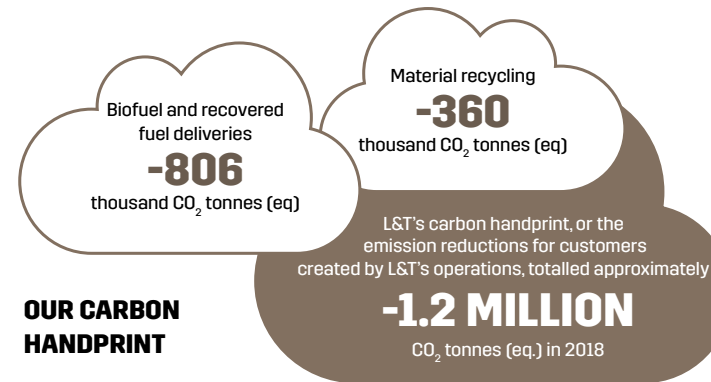 Material recycling
-360
thousand CO₂ tonnes (eq)
Biofuel and recovered
fuel deliveries
-806
thousand CO₂ tonnes (eq)
L&T's carbon handprint, or the
emission reductions for customers
created by L&T's operations, totalled approximately
-1.2 MILLION
CO₂ tonnes (eq.) in 2018
OUR CARBON
HANDPRINT